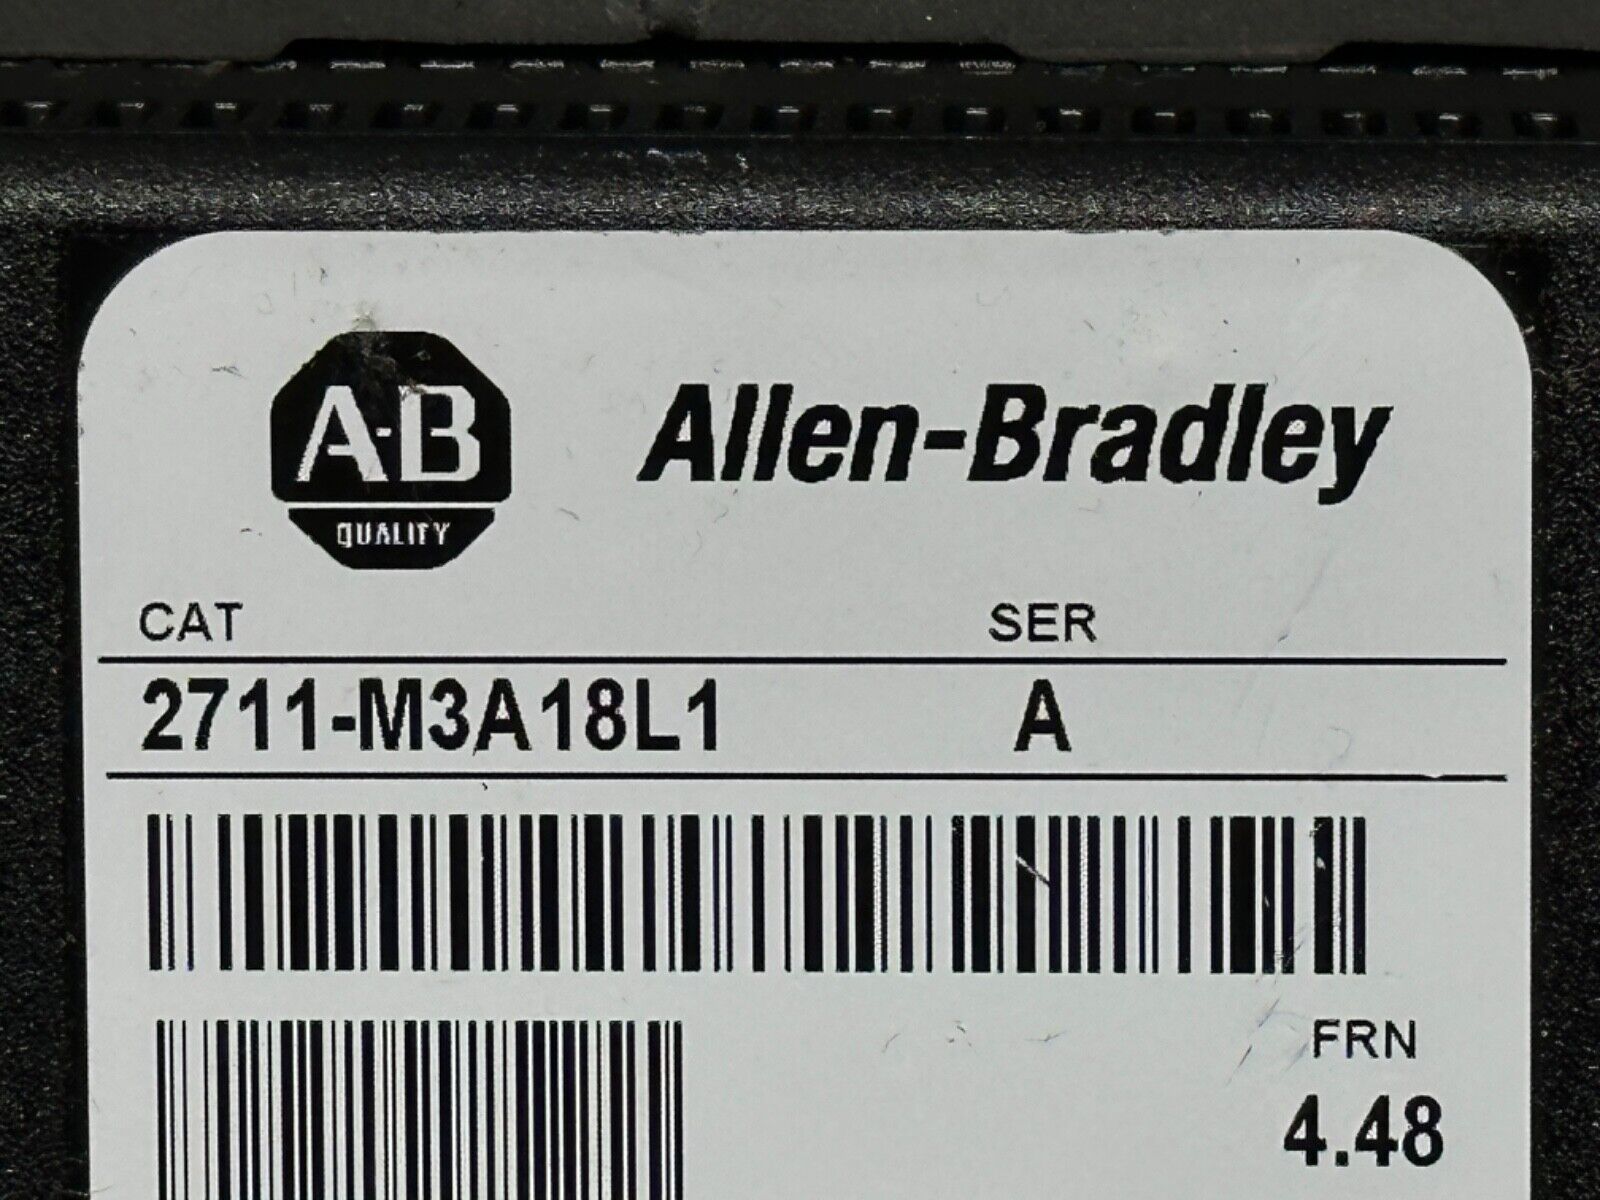 A-B
QUALITY
Allen-Bradley
CAT SER
2711-M3A18L1 A
FRN
4.48